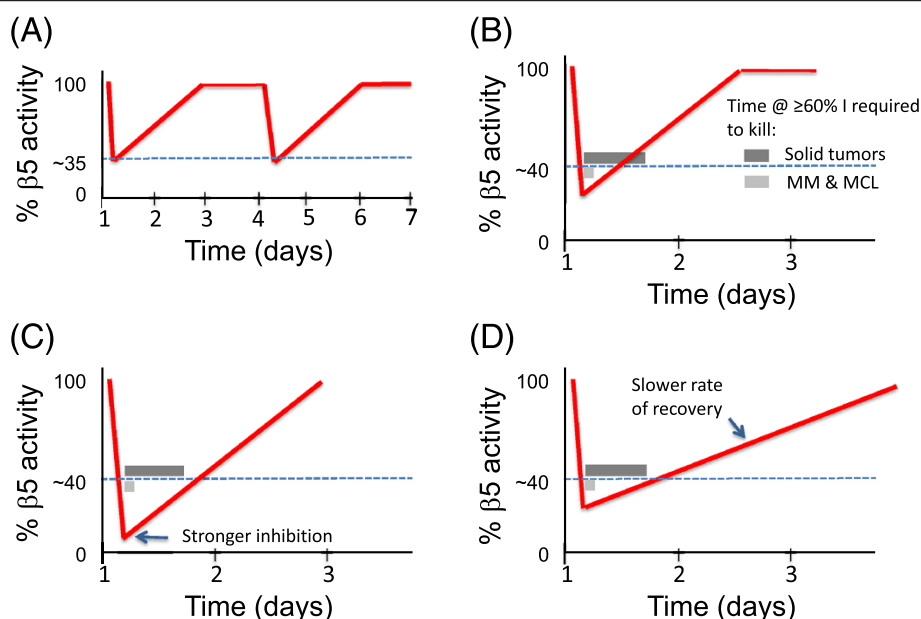 (A)
% β5 activity
100
~35
0
1 2 3 4 5 6 7
Time (days)
(B)
% β5 activity
100
~40
0
Time @ ≥60% I required
to kill:
Solid tumors
MM & MCL
1 2 3
Time (days)
(C)
% β5 activity
100
~40
0
Stronger inhibition
1 2 3
Time (days)
(D)
% β5 activity
100
~40
0
Slower rate
of recovery
1 2 3
Time (days)